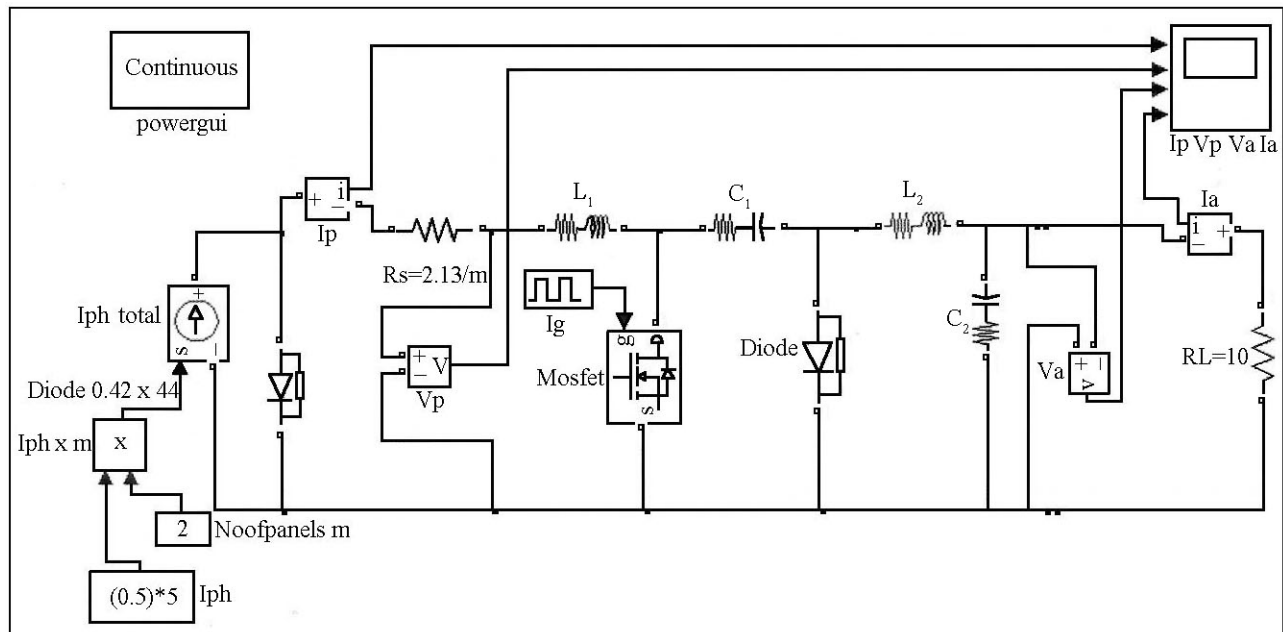 Continuous
powergui
Ip Vp Va Ia
i
+
−
Ip
L₁
C₁
L₂
Ia
i
+
−
Rs=2.13/m
Iph total
+
s
−
Ig
g
Mosfet
s
Diode
C₂
+
− V
Vp
+ −
v
Va
RL=10
Diode 0.42 x 44
Iph x m
x
2
Noofpanels m
(0.5)*5
Iph